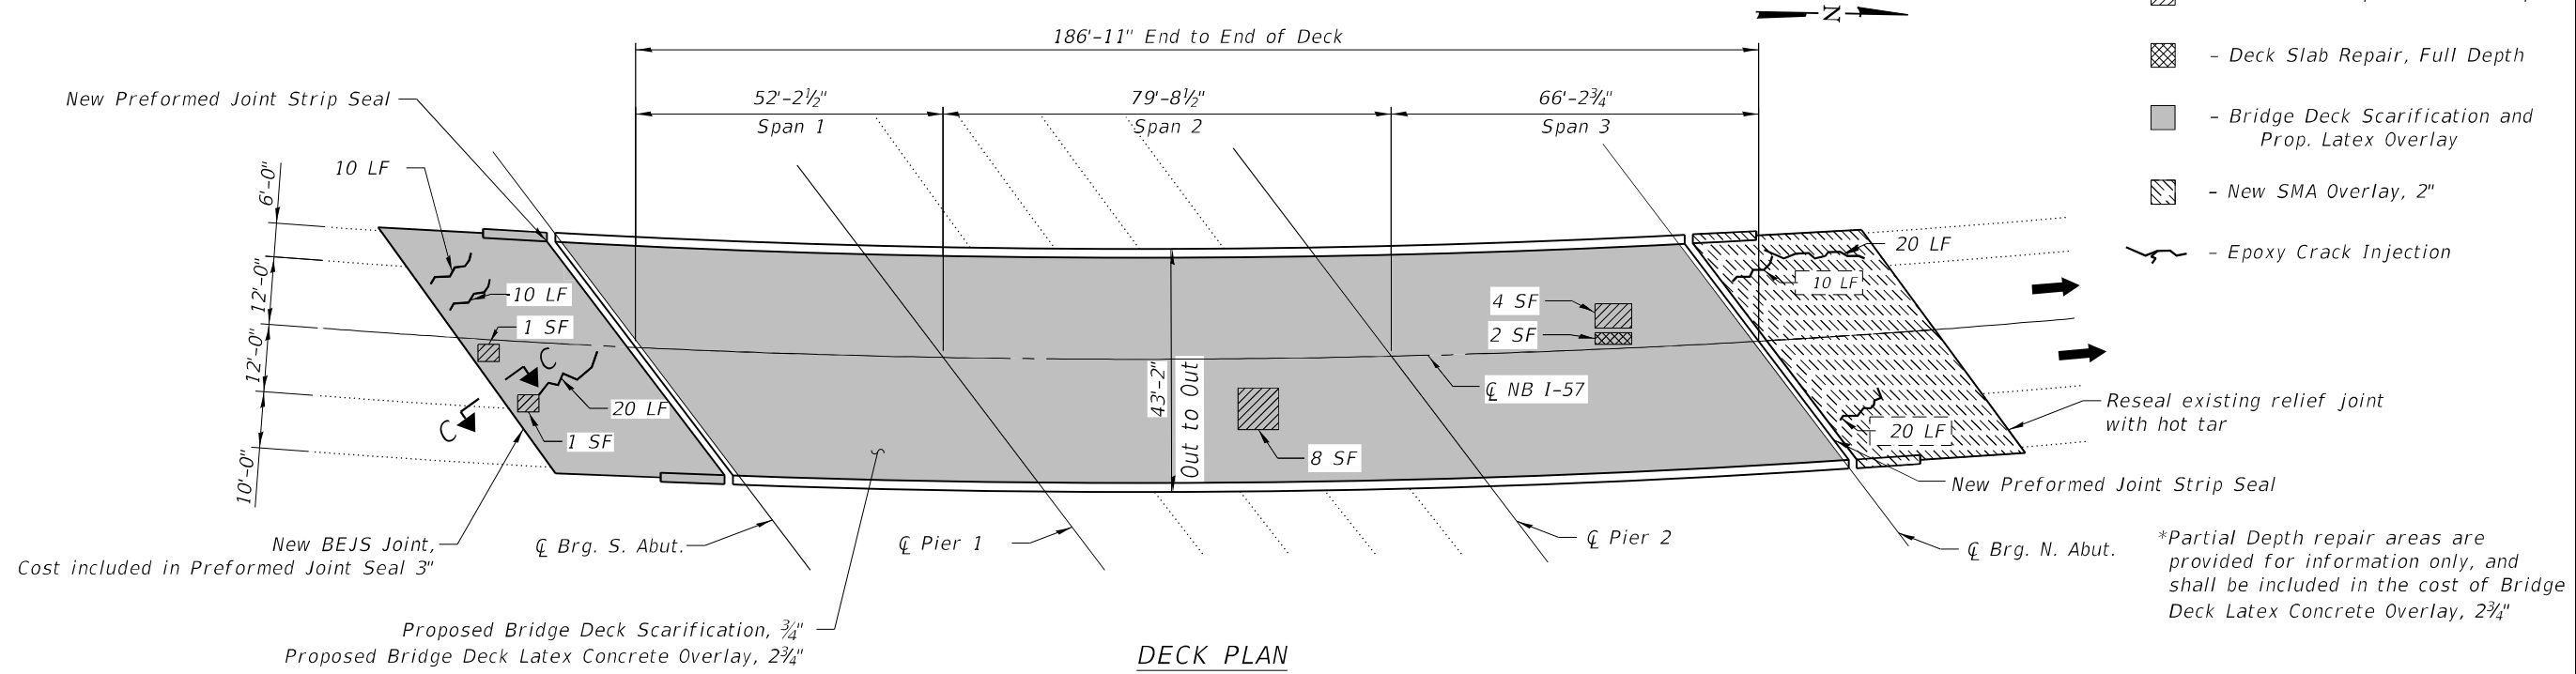 N
186'-11" End to End of Deck
- Deck Slab Repair, Full Depth
New Preformed Joint Strip Seal
52'-2½"
79'-8½"
66'-2¾"
Span 1
Span 2
Span 3
- Bridge Deck Scarification and
Prop. Latex Overlay
6'-0"
10 LF
- New SMA Overlay, 2"
20 LF
- Epoxy Crack Injection
12'-0"
10 LF
10 LF
4 SF
1 SF
2 SF
12'-0"
C
43'-2"
Out to Out
℄ NB I-57
20 LF
Reseal existing relief joint
with hot tar
C
1 SF
20 LF
8 SF
10'-0"
New Preformed Joint Strip Seal
New BEJS Joint,
Cost included in Preformed Joint Seal 3"
℄ Brg. S. Abut.
℄ Pier 1
℄ Pier 2
℄ Brg. N. Abut.
*Partial Depth repair areas are
provided for information only, and
shall be included in the cost of Bridge
Deck Latex Concrete Overlay, 2¾"
Proposed Bridge Deck Scarification, ¾"
Proposed Bridge Deck Latex Concrete Overlay, 2¾"
DECK PLAN